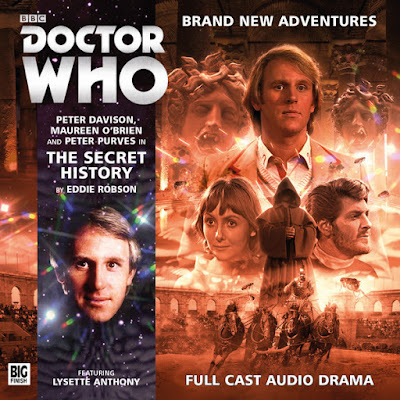 BBC
DOCTOR
WHO
PETER DAVISON,
MAUREEN O'BRIEN
AND PETER PURVES IN
THE SECRET
HISTORY
BY EDDIE ROBSON
FEATURING
LYSETTE ANTHONY
BIG
FINISH
BRAND NEW ADVENTURES
FULL CAST AUDIO DRAMA